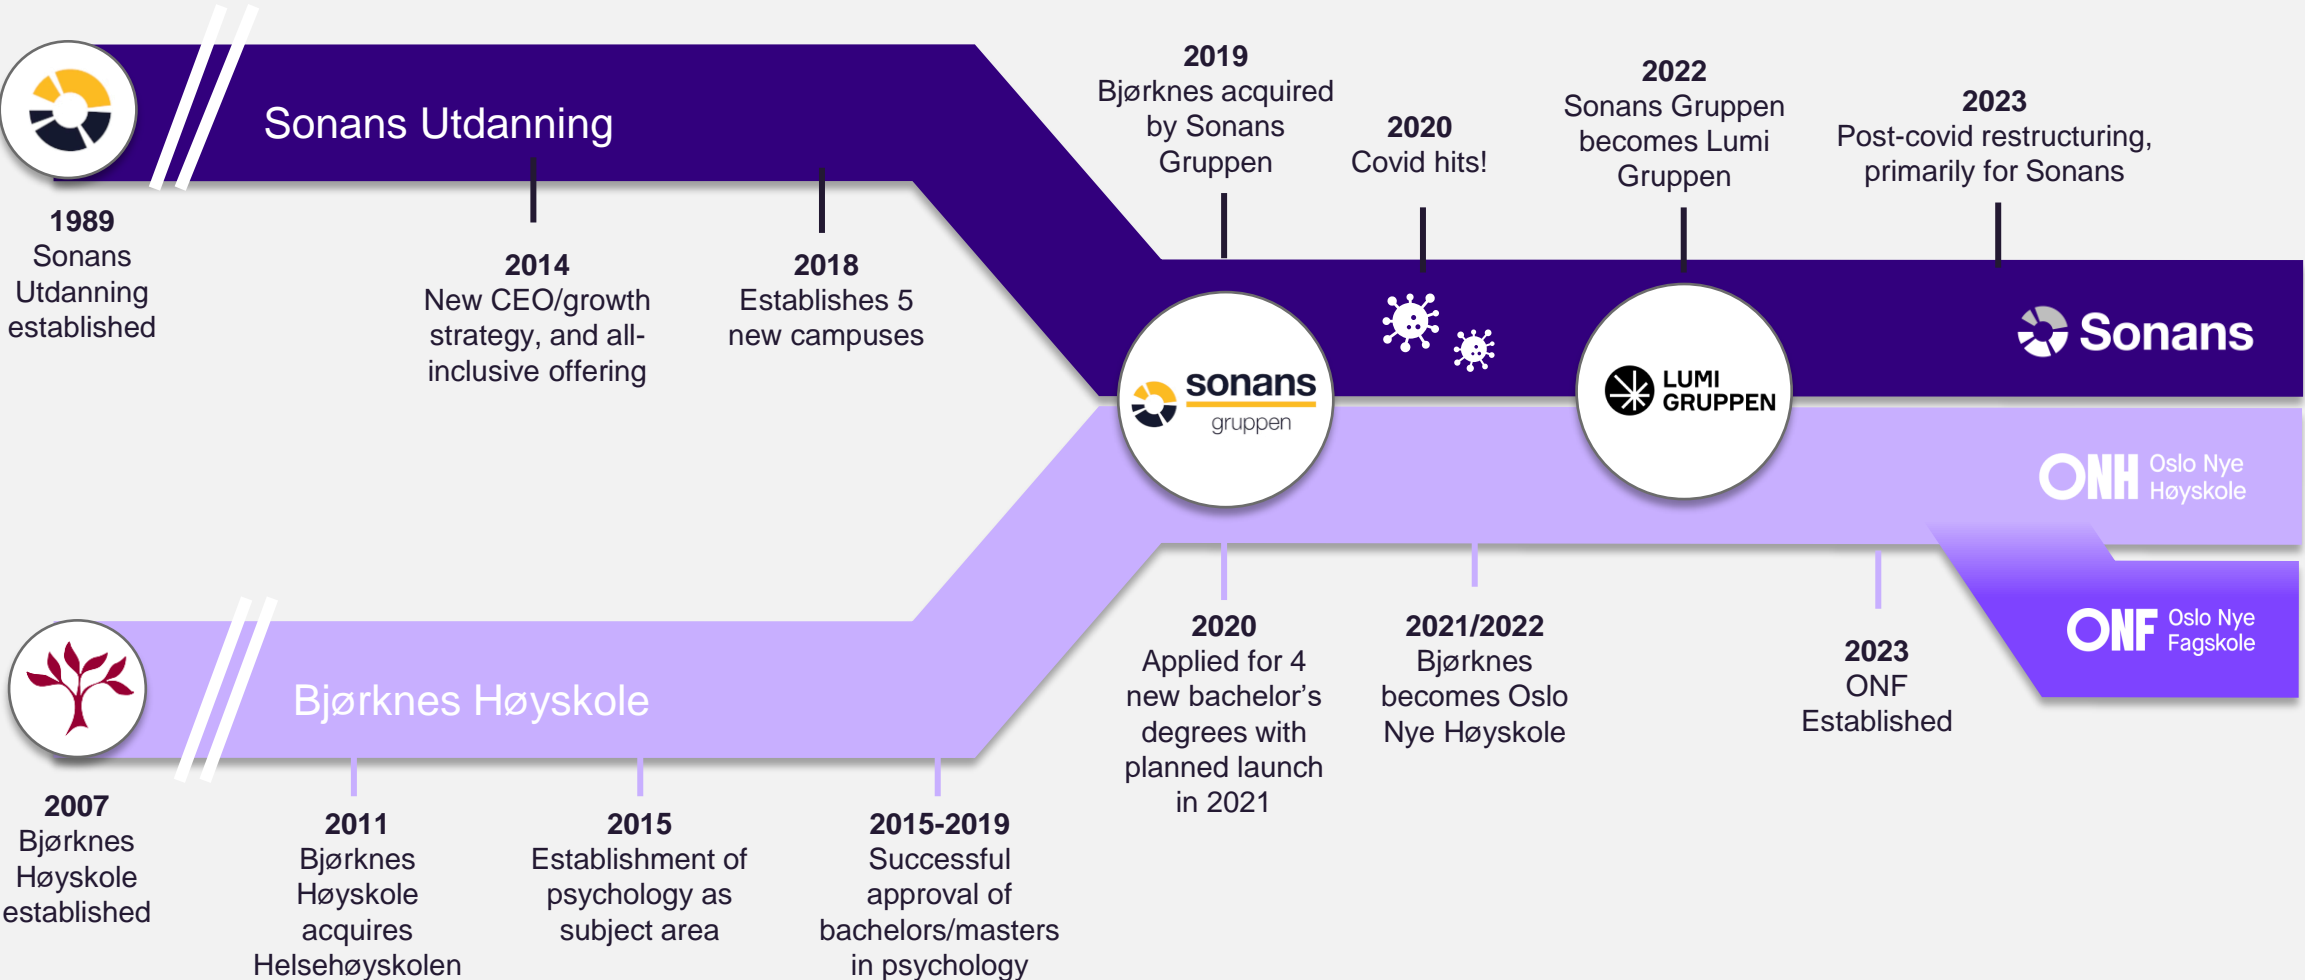 Sonans Utdanning
1989
Sonans
Utdanning
established
2014
New CEO/growth
strategy, and all-
inclusive offering
2018
Establishes 5
new campuses
2019
Bjørknes acquired
by Sonans
Gruppen
2020
Covid hits!
2022
Sonans Gruppen
becomes Lumi
Gruppen
2023
Post-covid restructuring,
primarily for Sonans
sonans
gruppen
LUMI
GRUPPEN
Sonans
ONH Oslo Nye
Høyskole
ONF Oslo Nye
Fagskole
Bjørknes Høyskole
2007
Bjørknes
Høyskole
established
2011
Bjørknes
Høyskole
acquires
Helsehøyskolen
2015
Establishment of
psychology as
subject area
2015-2019
Successful
approval of
bachelors/masters
in psychology
2020
Applied for 4
new bachelor’s
degrees with
planned launch
in 2021
2021/2022
Bjørknes
becomes Oslo
Nye Høyskole
2023
ONF
Established